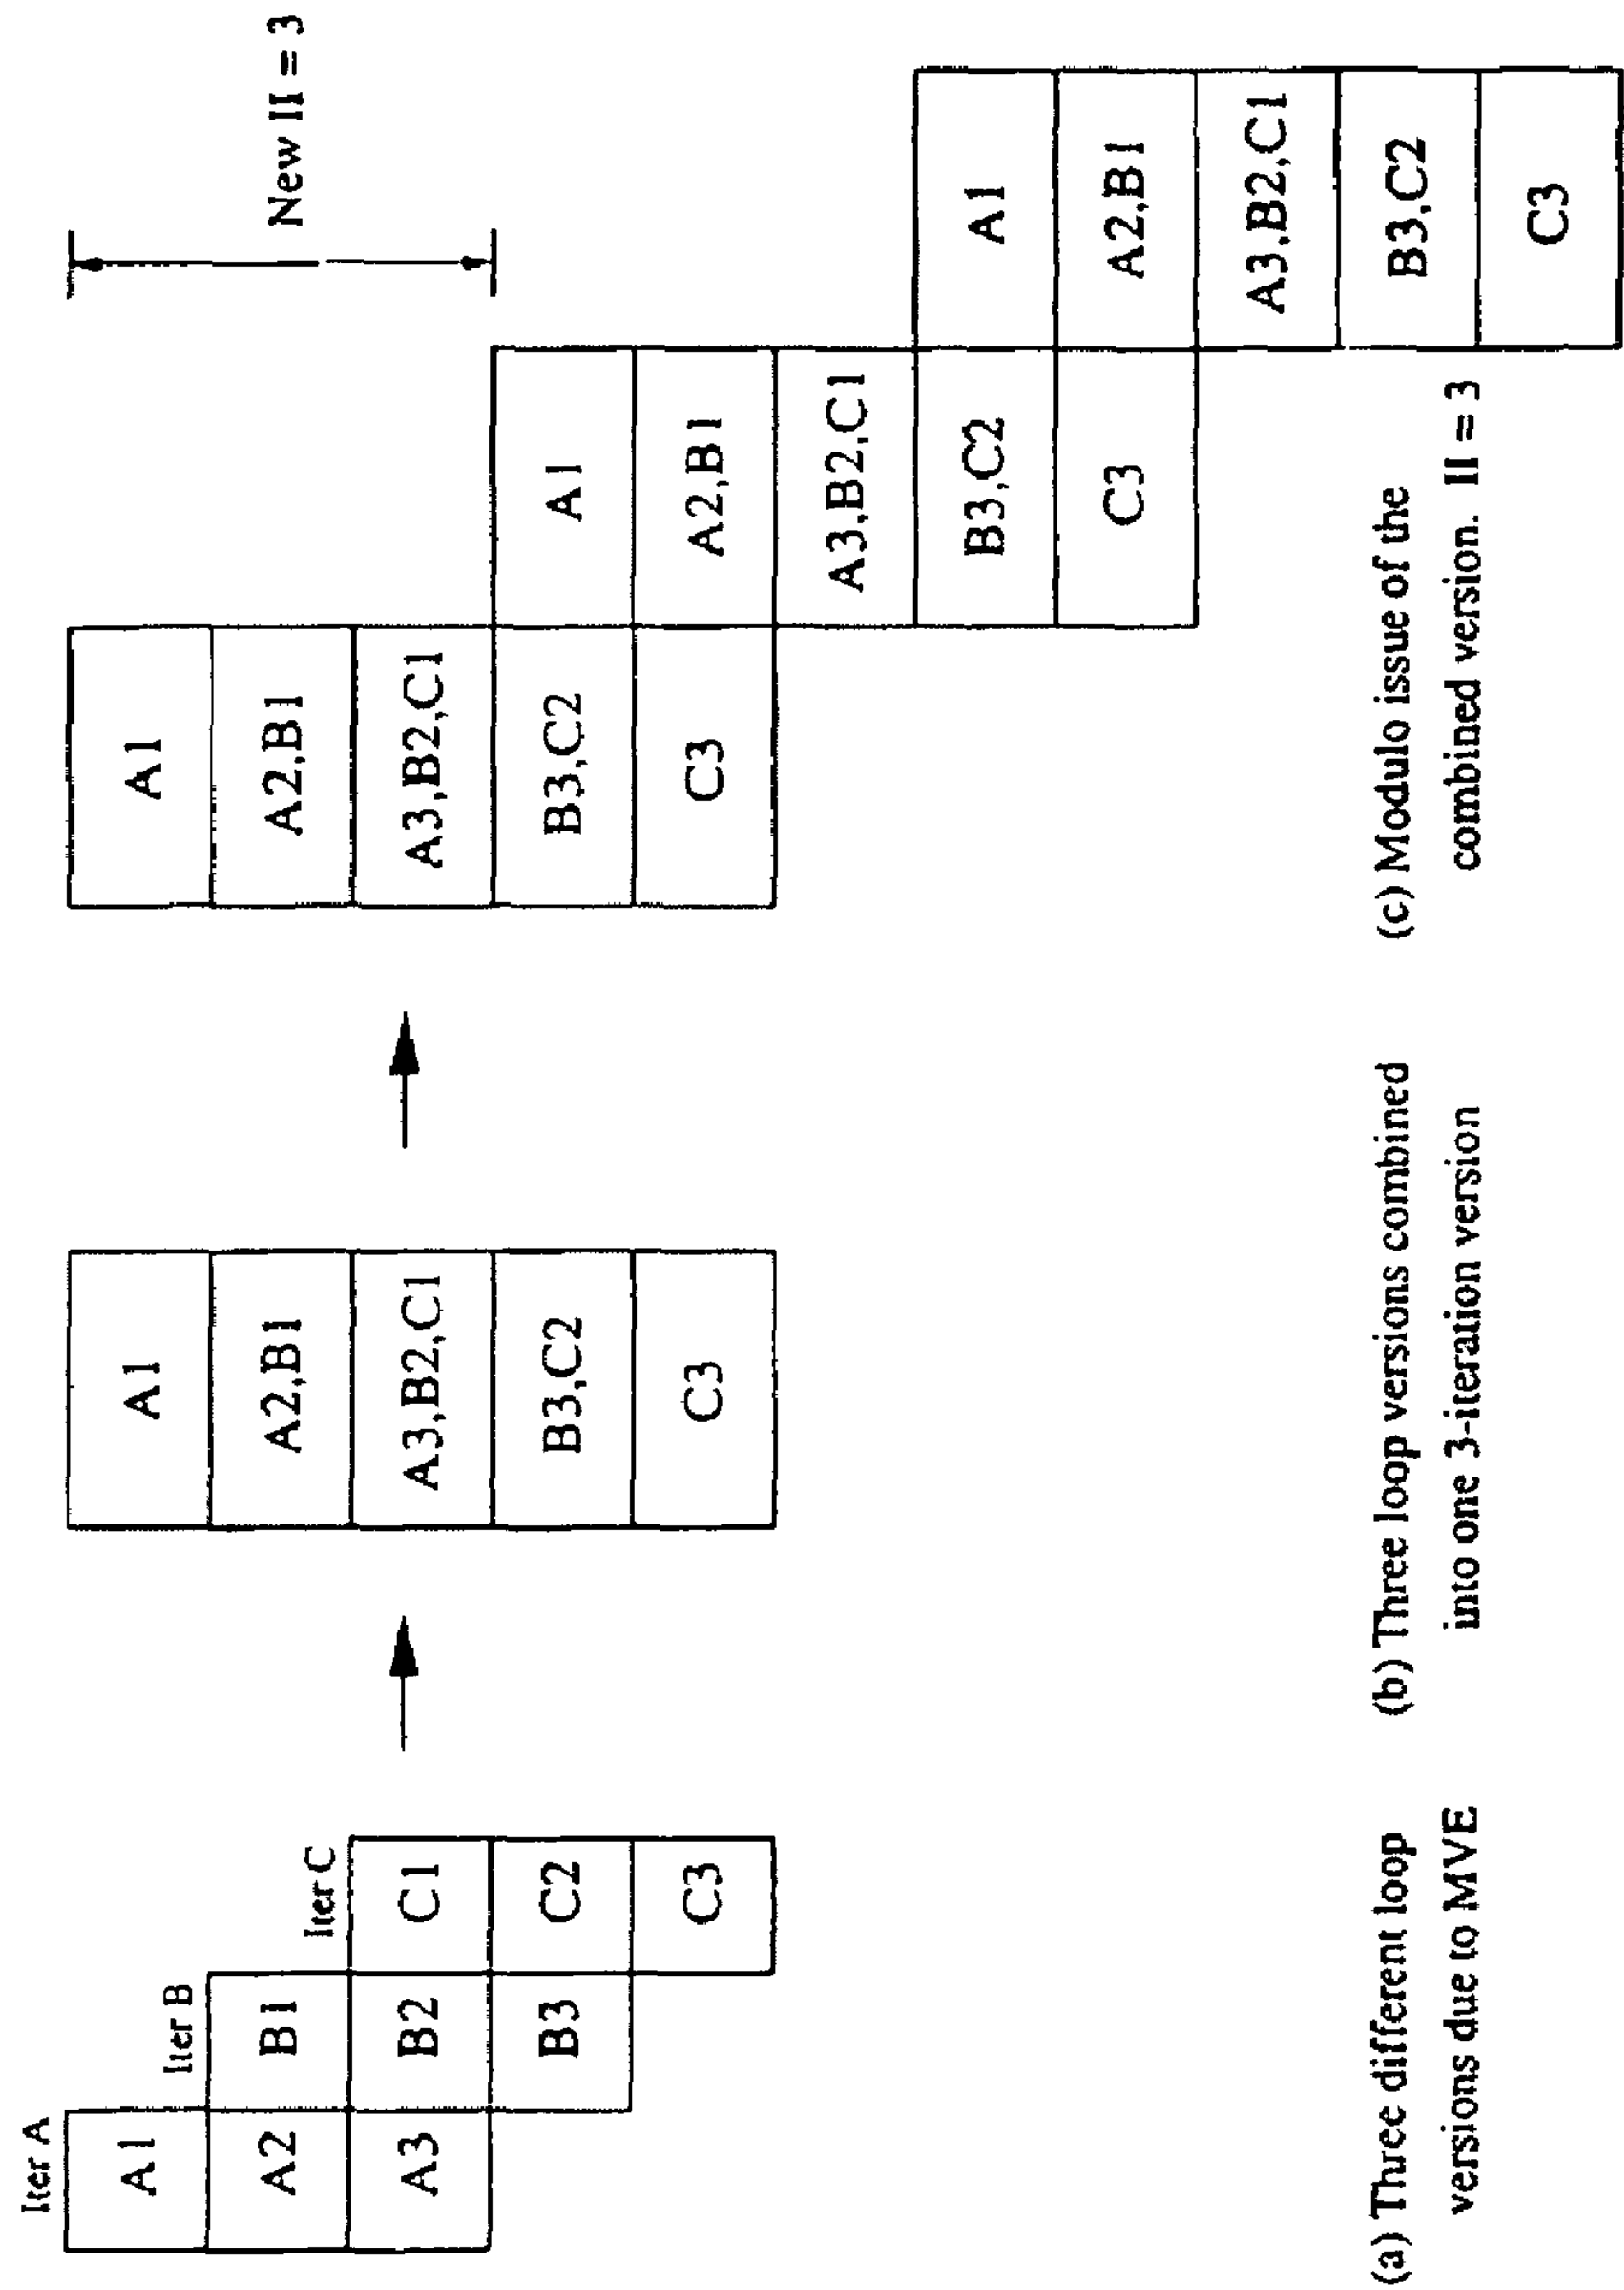 Iter A
Iter B
Iter C
A1
A2
B1
A3
B2
C1
B3
C2
C3
(a) Three different loop
versions due to MVE
A1
A2,B1
A3,B2,C1
B3,C2
C3
(b) Three loop versions combined
into one 3-iteration version
A1
A2,B1
A3,B2,C1
B3,C2
C3
A1
A2,B1
A3,B2,C1
B3,C2
C3
A1
A2,B1
A3,B2,C1
B3,C2
C3
New II = 3
(c) Modulo issue of the
combined version. II = 3